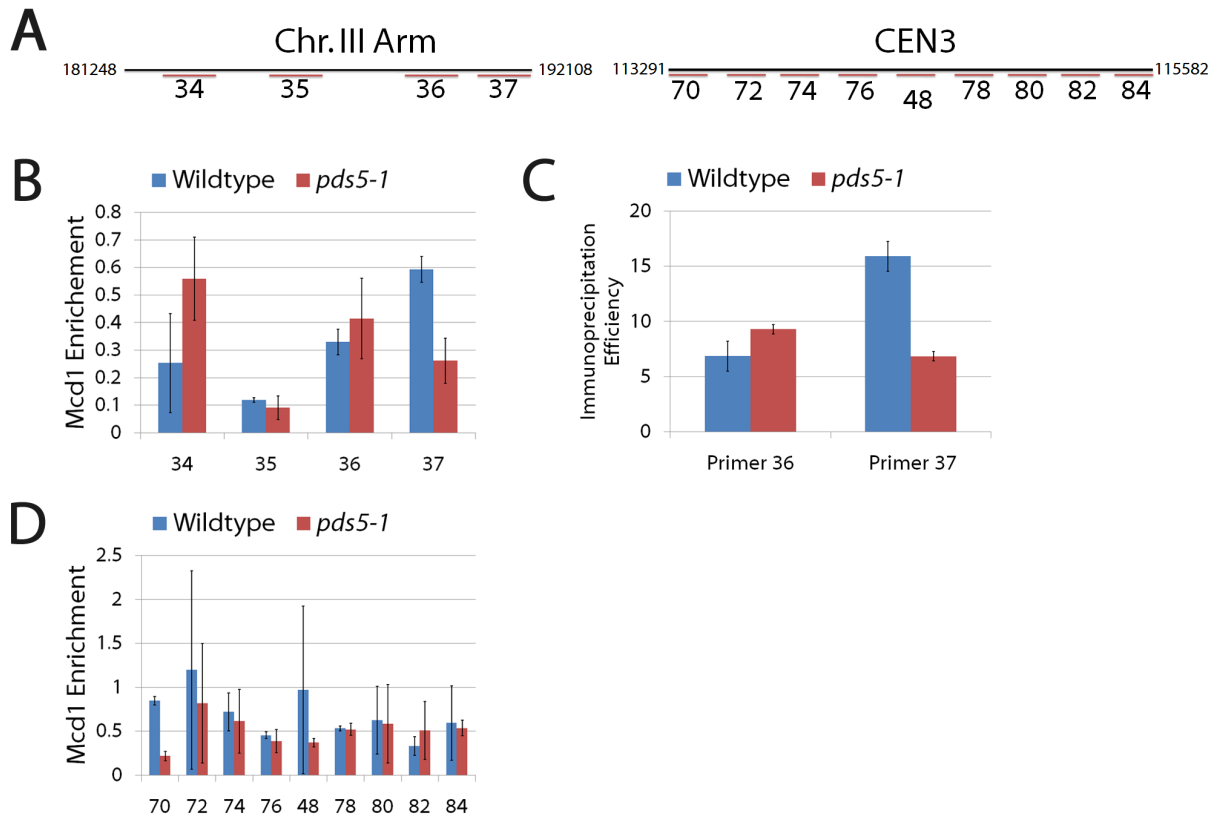 A
Chr. III Arm
CEN3
181248
192108
34 35 36 37
113291
115582
70 72 74 76 48 78 80 82 84
B
Wildtype pds5-1
Mcd1 Enrichement
0.8
0.7
0.6
0.5
0.4
0.3
0.2
0.1
0
34 35 36 37
C
Wildtype pds5-1
Immunoprecipitation
Efficiency
20
15
10
5
0
Primer 36 Primer 37
D
Wildtype pds5-1
Mcd1 Enrichment
2.5
2
1.5
1
0.5
0
70 72 74 76 48 78 80 82 84